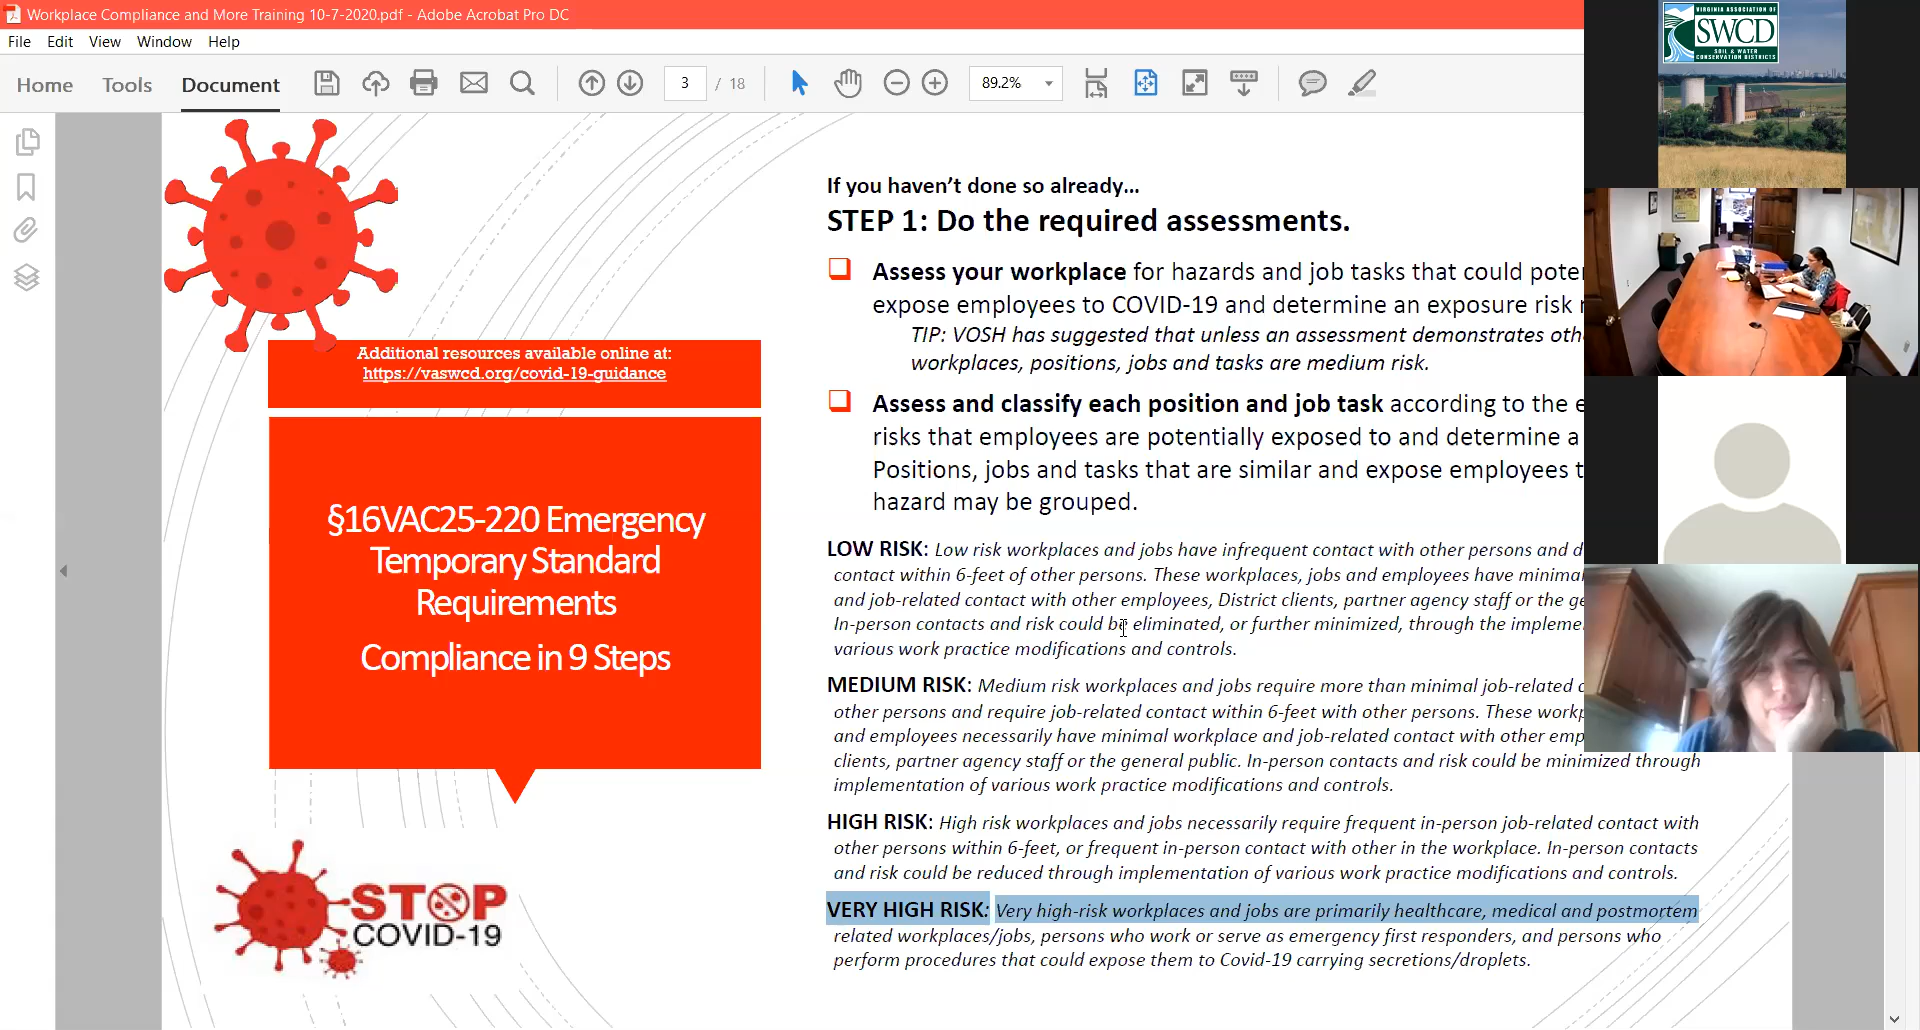 Workplace Compliance and More Training 10-7-2020.pdf - Adobe Acrobat Pro DC
File Edit View Window Help
Home Tools Document 3 / 18 89.2%
VIRGINIA ASSOCIATION OF
SWCD
SOIL & WATER
CONSERVATION DISTRICTS
Additional resources available online at:
https://vaswcd.org/covid-19-guidance
§16VAC25-220 Emergency
Temporary Standard
Requirements
Compliance in 9 Steps
STOP
COVID-19
If you haven’t done so already...
STEP 1: Do the required assessments.
Assess your workplace for hazards and job tasks that could
expose employees to COVID-19 and determine an exposure risk
TIP: VOSH has suggested that unless an assessment demonstrates
workplaces, positions, jobs and tasks are medium risk.
Assess and classify each position and job task according to the
risks that employees are potentially exposed to and determine a
Positions, jobs and tasks that are similar and expose employees
hazard may be grouped.
LOW RISK: Low risk workplaces and jobs have infrequent contact with other persons and
contact within 6-feet of other persons. These workplaces, jobs and employees have
and job-related contact with other employees, District clients, partner agency staff or the
In-person contacts and risk could be eliminated, or further minimized, through the
various work practice modifications and controls.
MEDIUM RISK: Medium risk workplaces and jobs require more than minimal job-related
other persons and require job-related contact within 6-feet with other persons. These
and employees necessarily have minimal workplace and job-related contact with other
clients, partner agency staff or the general public. In-person contacts and risk could be minimized through
implementation of various work practice modifications and controls.
HIGH RISK: High risk workplaces and jobs necessarily require frequent in-person job-related contact with
other persons within 6-feet, or frequent in-person contact with other in the workplace. In-person contacts
and risk could be reduced through implementation of various work practice modifications and controls.
VERY HIGH RISK: Very high-risk workplaces and jobs are primarily healthcare, medical and postmortem
related workplaces/jobs, persons who work or serve as emergency first responders, and persons who
perform procedures that could expose them to Covid-19 carrying secretions/droplets.